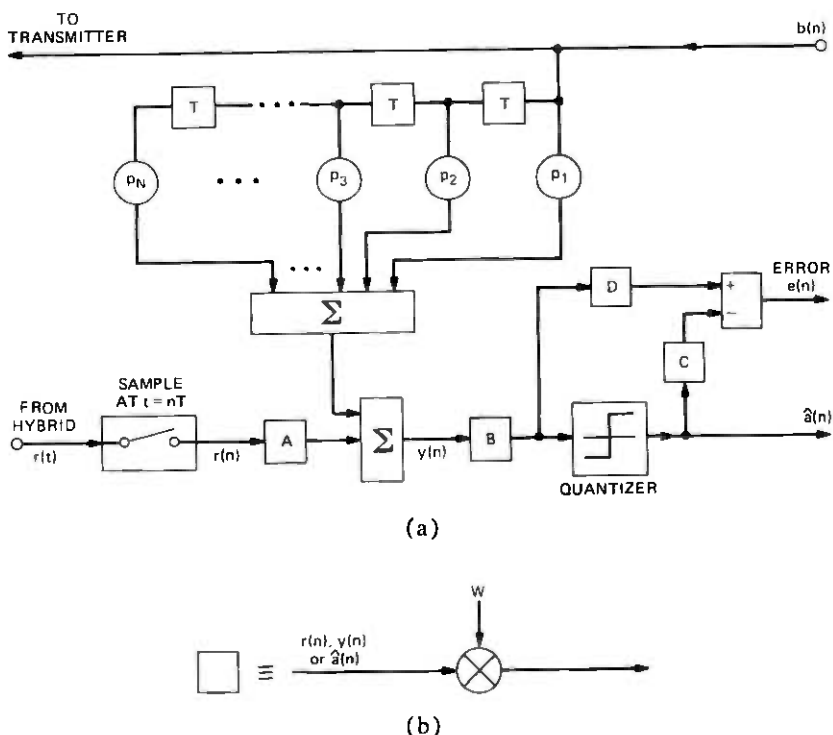 TO
TRANSMITTER
b(n)
T
• • •
T
T
pN
• • •
p3
p2
p1
• • •
Σ
D
+
−
ERROR
e(n)
C
FROM
HYBRID
r(t)
SAMPLE
AT t = nT
r(n)
A
Σ
y(n)
B
QUANTIZER
â(n)
(a)
W
≡
r(n), y(n)
or â(n)
(b)